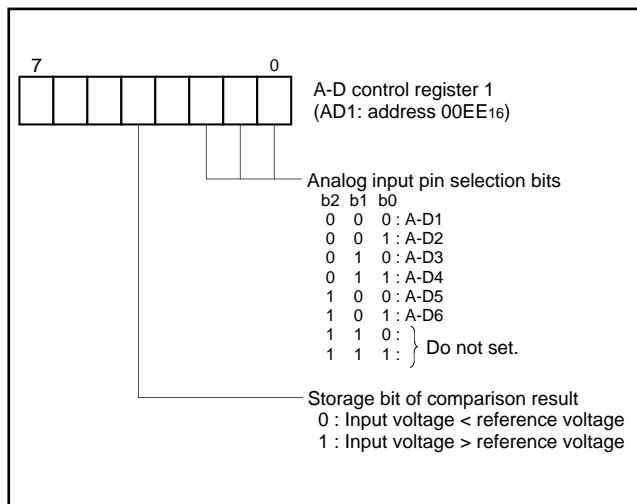 7 0
A-D control register 1
(AD1: address 00EE16)
Analog input pin selection bits
b2 b1 b0
0 0 0 : A-D1
0 0 1 : A-D2
0 1 0 : A-D3
0 1 1 : A-D4
1 0 0 : A-D5
1 0 1 : A-D6
1 1 0 :
1 1 1 :
Do not set.
Storage bit of comparison result
0 : Input voltage < reference voltage
1 : Input voltage > reference voltage